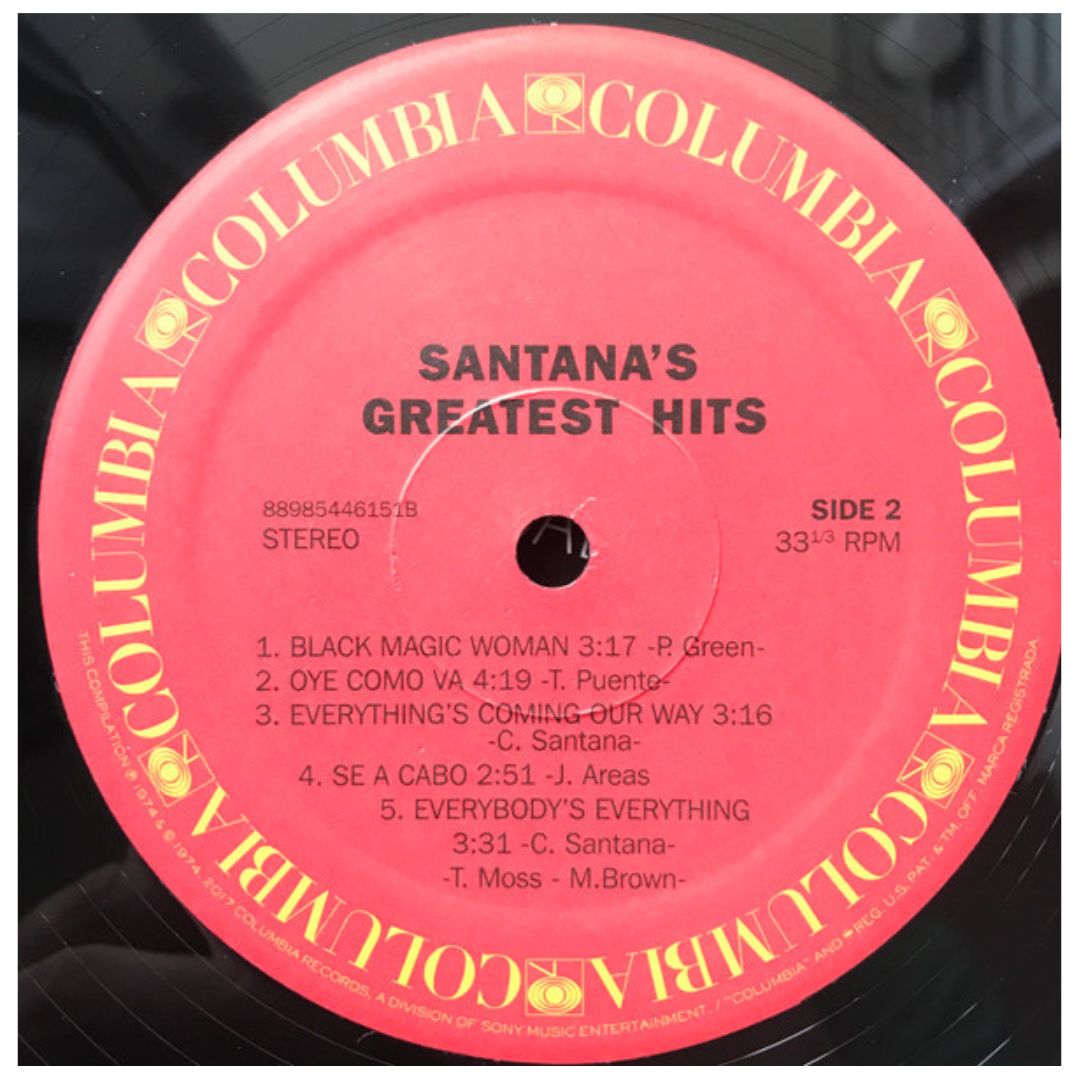 COLUMBIA COLUMBIA COLUMBIA COLUMBIA COLUMBIA COLUMBIA COLUMBIA
SANTANA'S
GREATEST HITS
88985446151B
STEREO
SIDE 2
33 1/3 RPM
1. BLACK MAGIC WOMAN 3:17 -P. Green-
2. OYE COMO VA 4:19 -T. Puente-
3. EVERYTHING'S COMING OUR WAY 3:16
-C. Santana-
4. SE A CABO 2:51 -J. Areas
5. EVERYBODY'S EVERYTHING
3:31 -C. Santana-
-T. Moss - M.Brown-
THIS COMPILATION ℗ 1974 & © 1974, 2017 COLUMBIA RECORDS, A DIVISION OF SONY MUSIC ENTERTAINMENT. / "COLUMBIA" AND REG. U.S. PAT. & TM. OFF. MARCA REGISTRADA